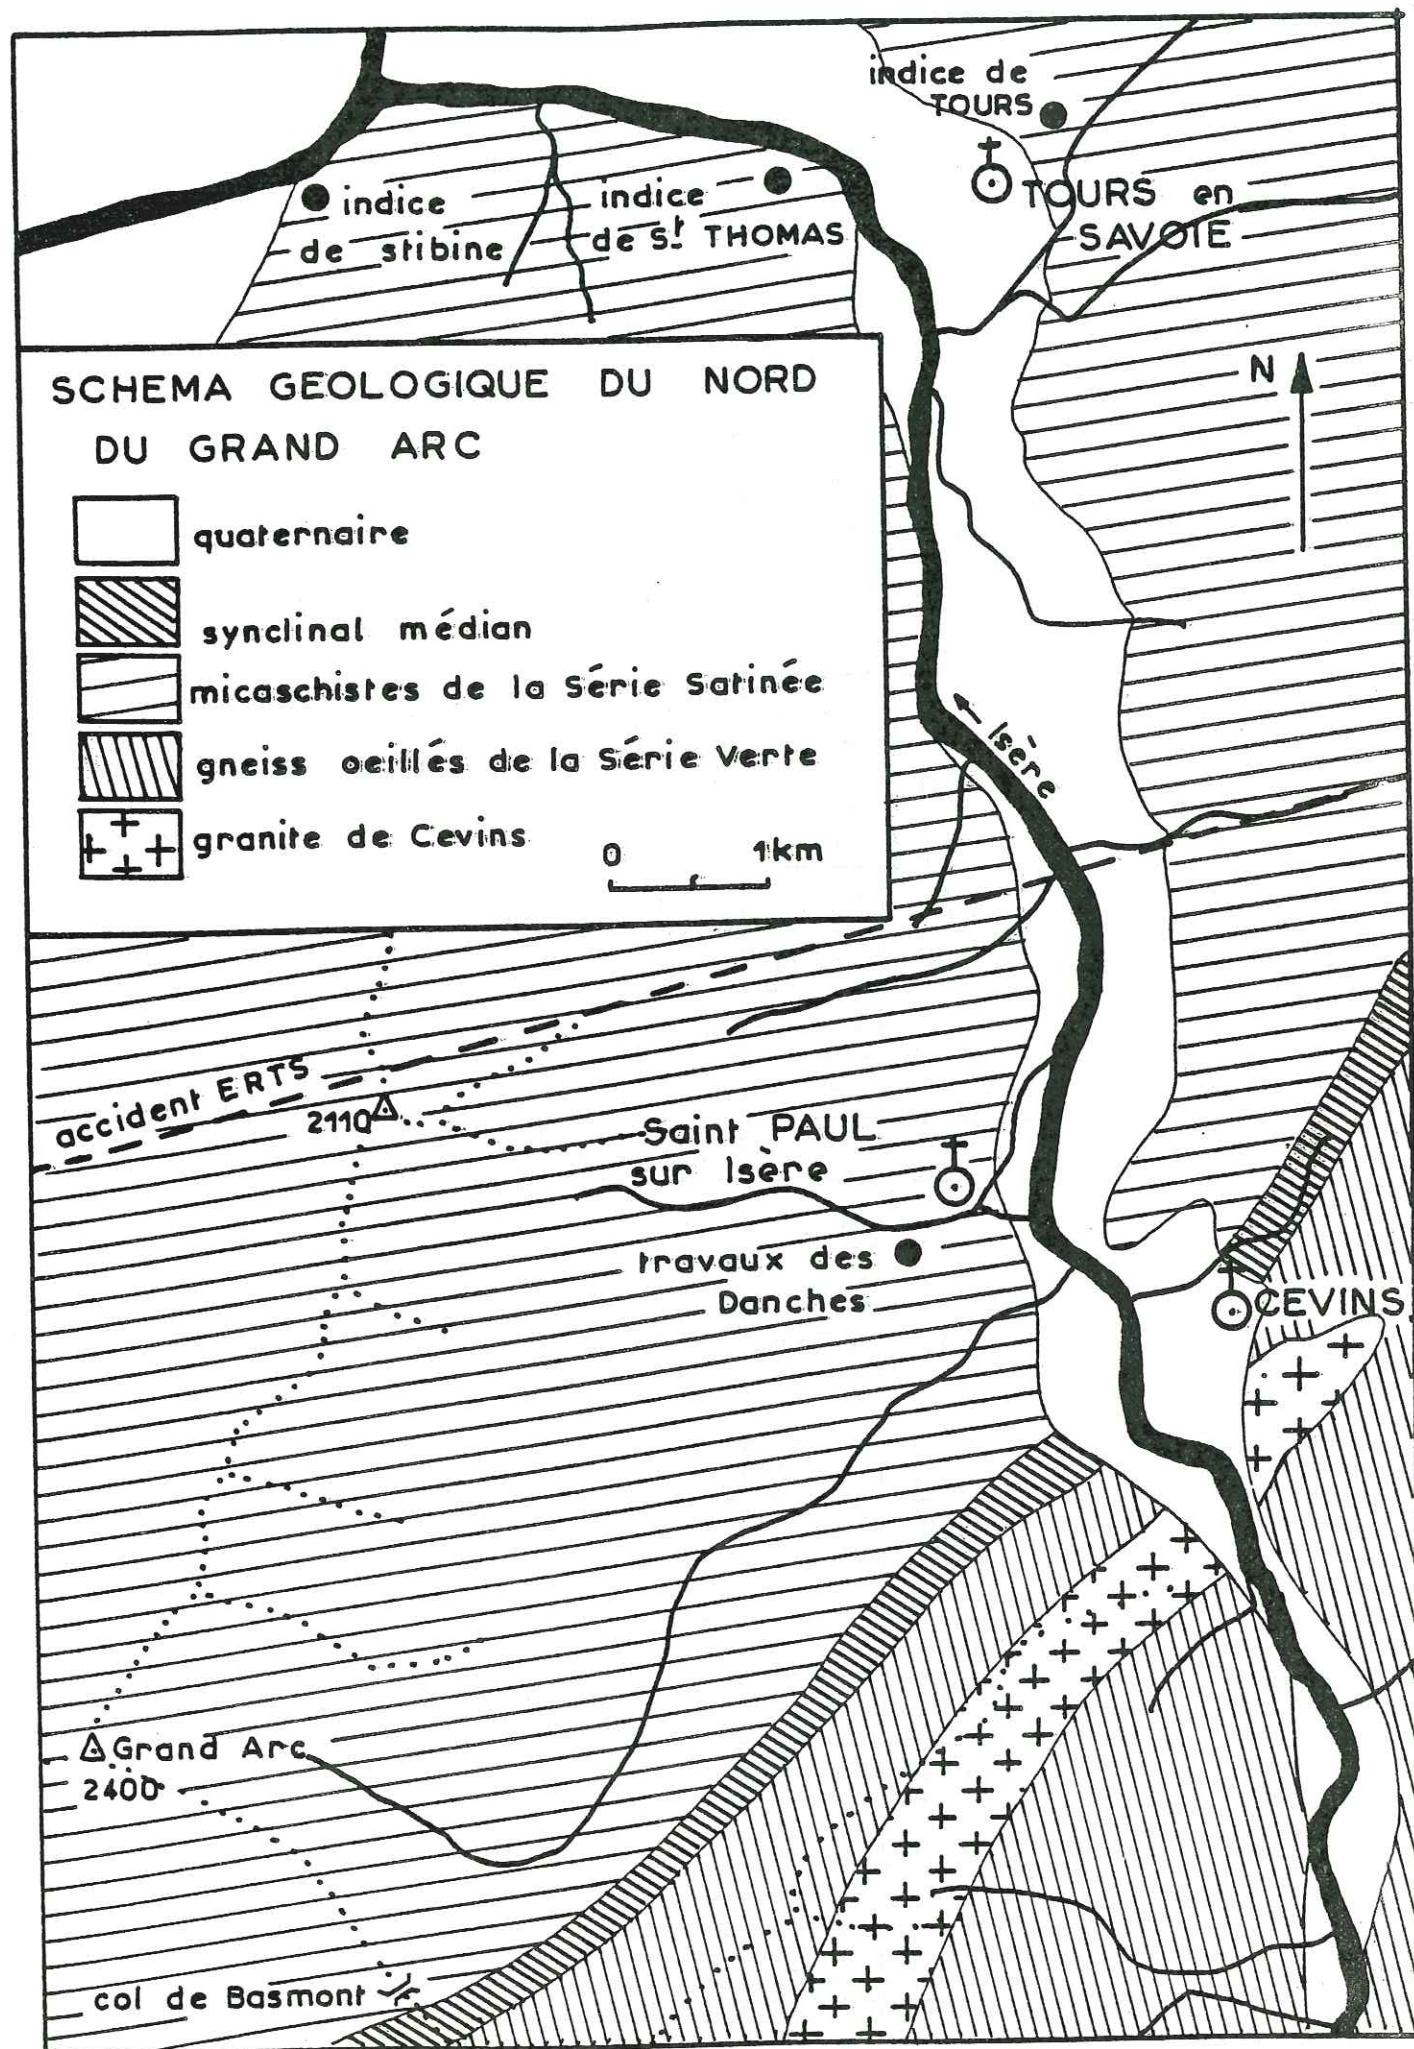 indice de
TOURS
indice
de stibine
indice
de St THOMAS
TOURS en
SAVOIE
SCHEMA GEOLOGIQUE DU NORD
DU GRAND ARC
quaternaire
synclinal médian
micaschistes de la Série Satinée
gneiss oeillés de la Série Verte
granite de Cevins
0 1km
N
Isère
accident ERTS
2110
Saint PAUL
sur Isère
travaux des
Danches
CEVINS
Grand Arc
2400
col de Basmont